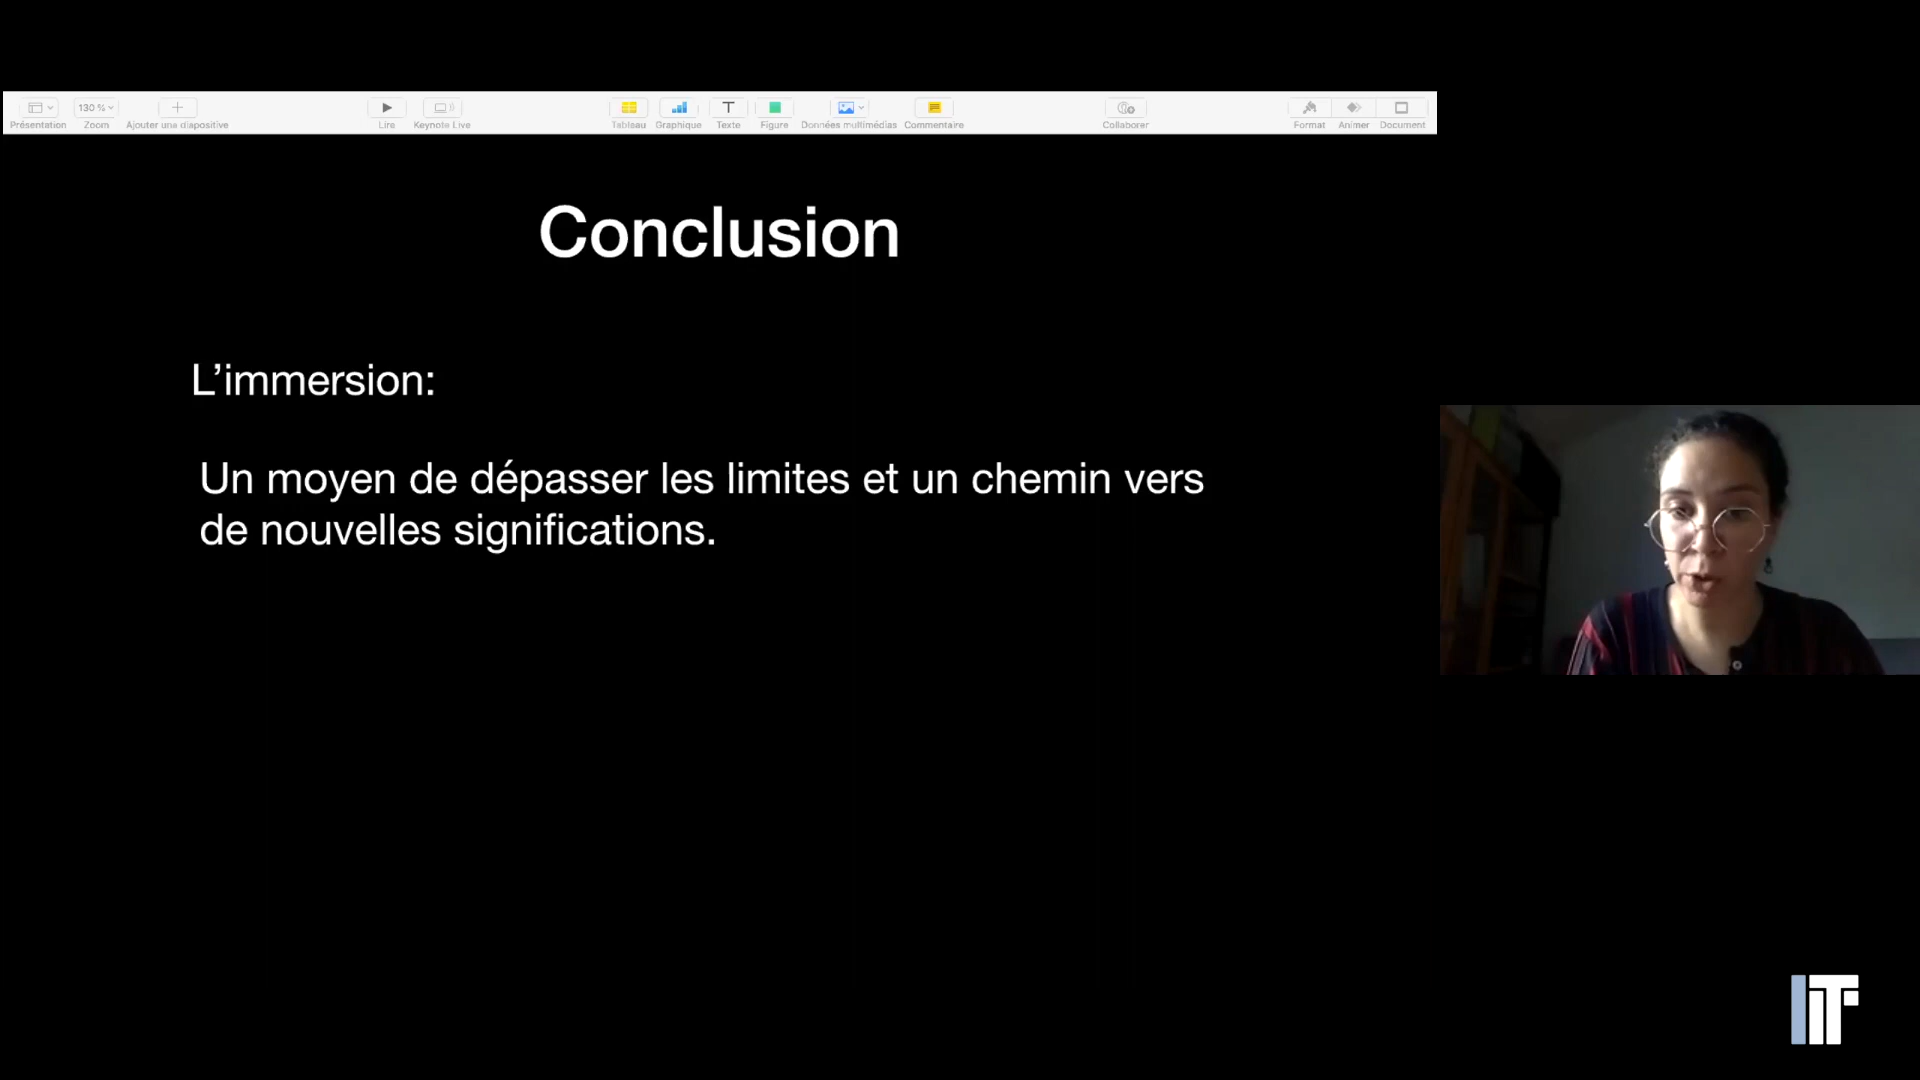 Présentation
130 %
Zoom
Ajouter une diapositive
Lire
Keynote Live
Tableau
Graphique
Texte
Figure
Données multimédias
Commentaire
Collaborer
Format
Animer
Document
Conclusion
L’immersion:
Un moyen de dépasser les limites et un chemin vers
de nouvelles significations.